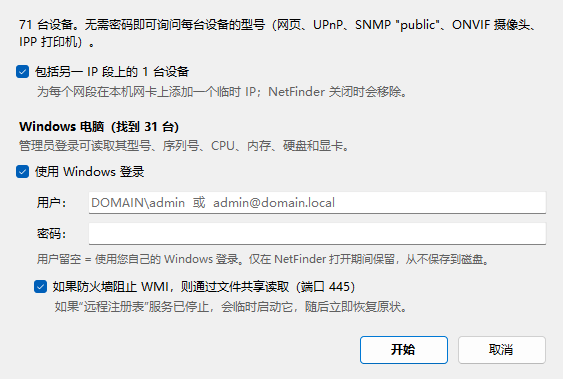 71 台设备。无需密码即可询问每台设备的型号（网页、UPnP、SNMP "public"、ONVIF 摄像头、
IPP 打印机）。
包括另一 IP 段上的 1 台设备
为每个网段在本机网卡上添加一个临时 IP；NetFinder 关闭时会移除。
Windows 电脑（找到 31 台）
管理员登录可读取其型号、序列号、CPU、内存、硬盘和显卡。
使用 Windows 登录
用户：
DOMAIN\admin 或 admin@domain.local
密码：
用户留空 = 使用您自己的 Windows 登录。仅在 NetFinder 打开期间保留，从不保存到磁盘。
如果防火墙阻止 WMI，则通过文件共享读取（端口 445）
如果“远程注册表”服务已停止，会临时启动它，随后立即恢复原状。
开始
取消